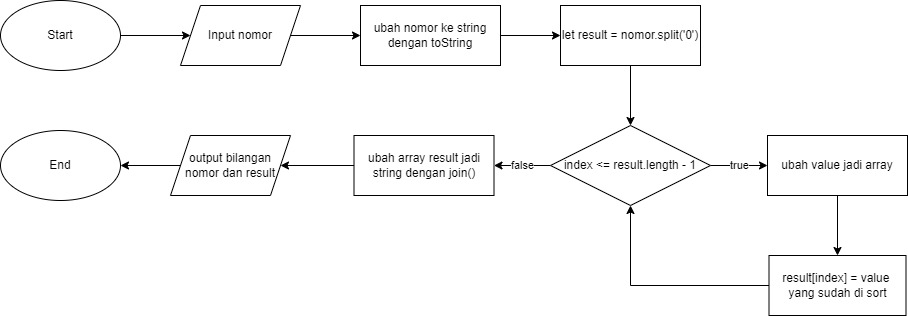 Start
Input nomor
ubah nomor ke string
dengan toString
let result = nomor.split('0')
index <= result.length - 1
true
ubah value jadi array
result[index] = value
yang sudah di sort
false
ubah array result jadi
string dengan join()
output bilangan
nomor dan result
End